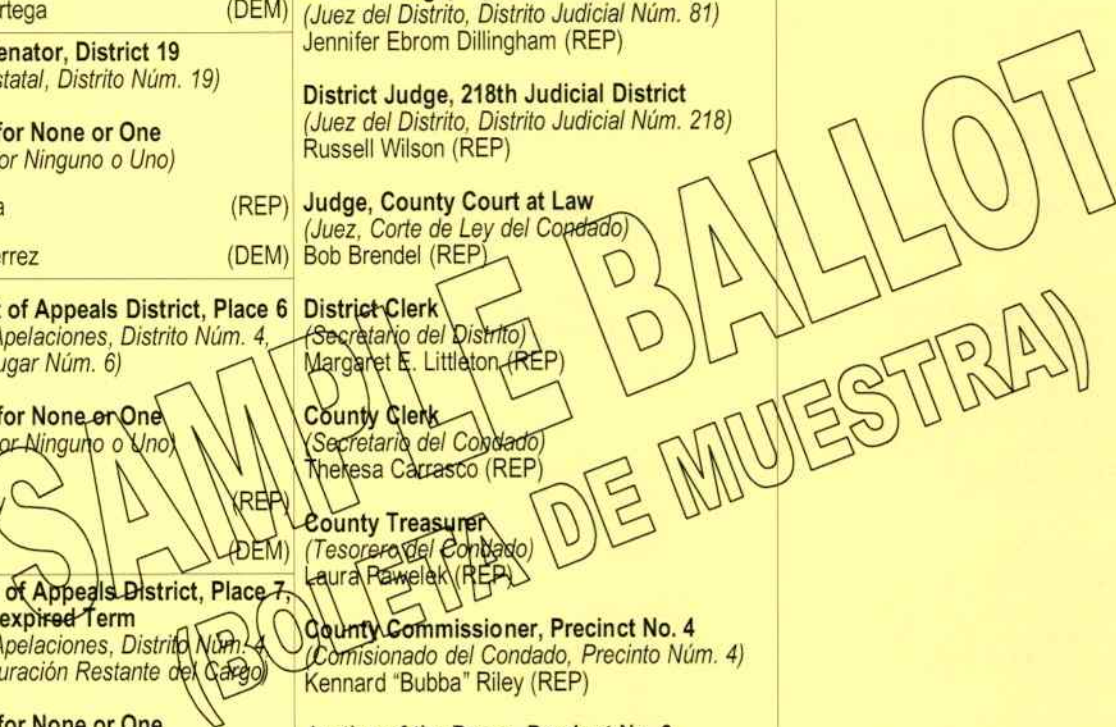 (DEM)
enator, District 19
statal, Distrito Núm. 19)
for None or One
or Ninguno o Uno)
(REP)
(DEM)
of Appeals District, Place 6
Apelaciones, Distrito Núm. 4,
ugar Núm. 6)
for None or One
or Ninguno o Uno)
(REP)
(DEM)
of Appeals District, Place 7,
expired Term
Apelaciones, Distrito Núm. 4
uración Restante del Cargo)
for None or One
(Juez del Distrito, Distrito Judicial Núm. 81)
Jennifer Ebrom Dillingham (REP)
District Judge, 218th Judicial District
(Juez del Distrito, Distrito Judicial Núm. 218)
Russell Wilson (REP)
Judge, County Court at Law
(Juez, Corte de Ley del Condado)
Bob Brendel (REP)
District Clerk
(Secretario del Distrito)
Margaret E. Littleton (REP)
County Clerk
(Secretario del Condado)
Theresa Carrasco (REP)
County Treasurer
(Tesorero del Condado)
Laura Pawelek (REP)
County Commissioner, Precinct No. 4
(Comisionado del Condado, Precinto Núm. 4)
Kennard “Bubba” Riley (REP)
SAMPLE BALLOT
(BOLETA DE MUESTRA)